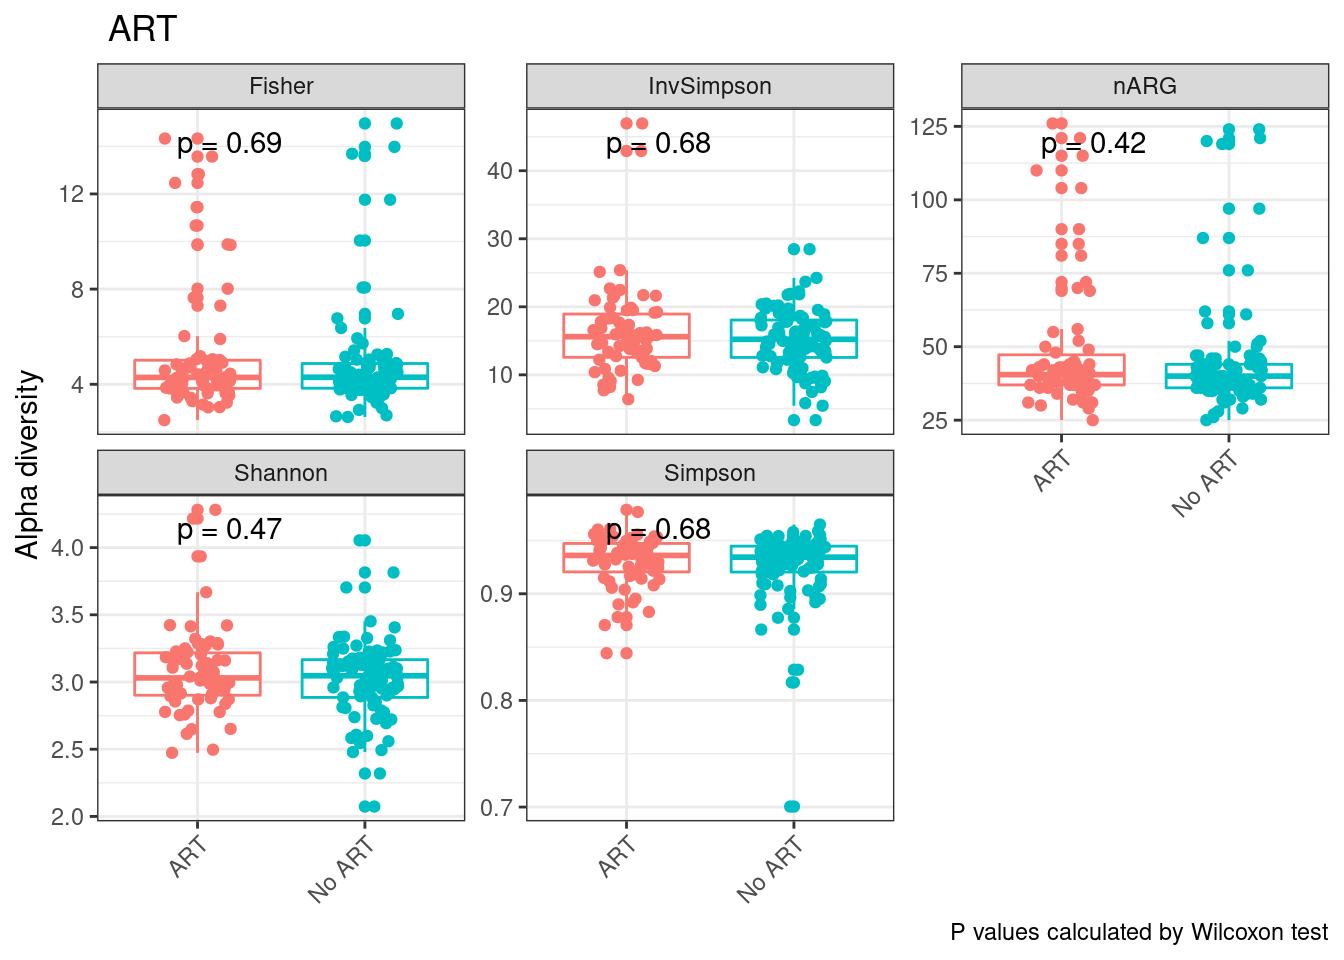 ART
Fisher
InvSimpson
nARG
p = 0.69
p = 0.68
p = 0.42
12
8
4
40
30
20
10
125
100
75
50
25
ART
No ART
Alpha diversity
Shannon
Simpson
p = 0.47
p = 0.68
4.0
3.5
3.0
2.5
2.0
0.9
0.8
0.7
ART
No ART
ART
No ART
P values calculated by Wilcoxon test